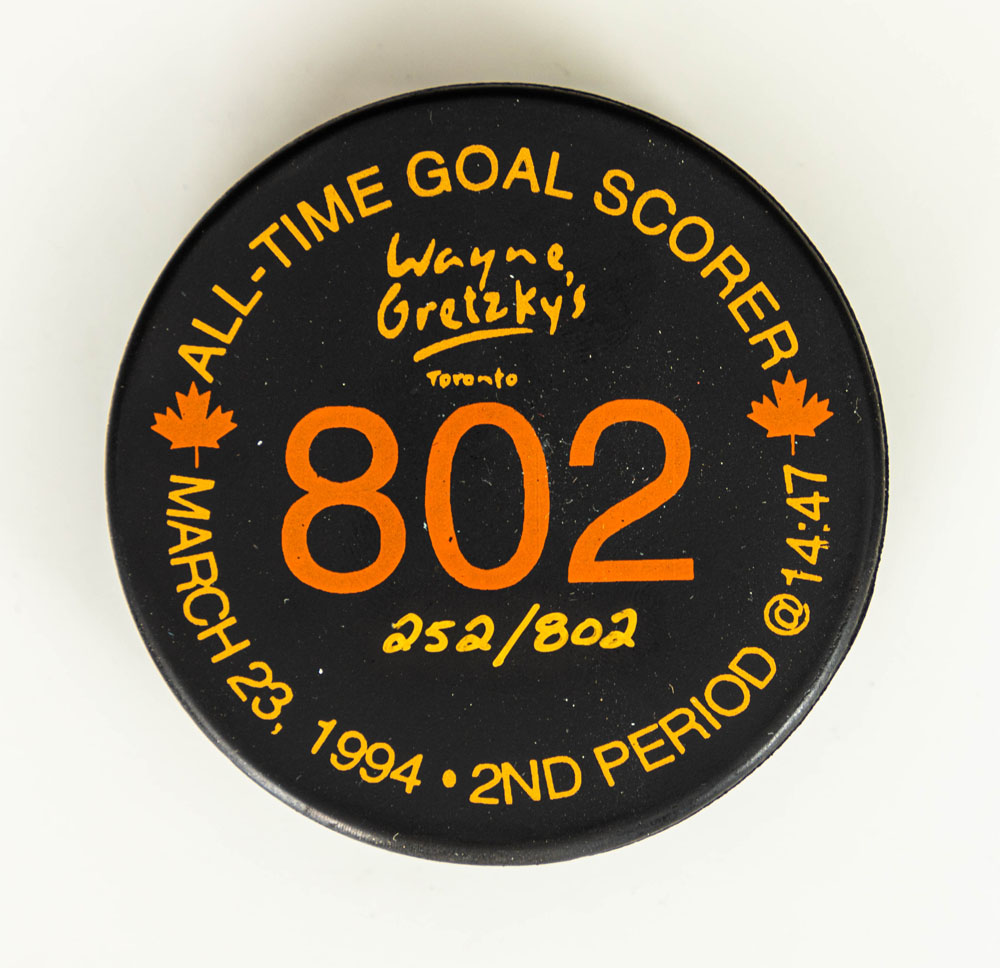 ALL-TIME GOAL SCORER
Wayne
Gretzky's
Toronto
802
252/802
MARCH 23, 1994 • 2ND PERIOD @14:47